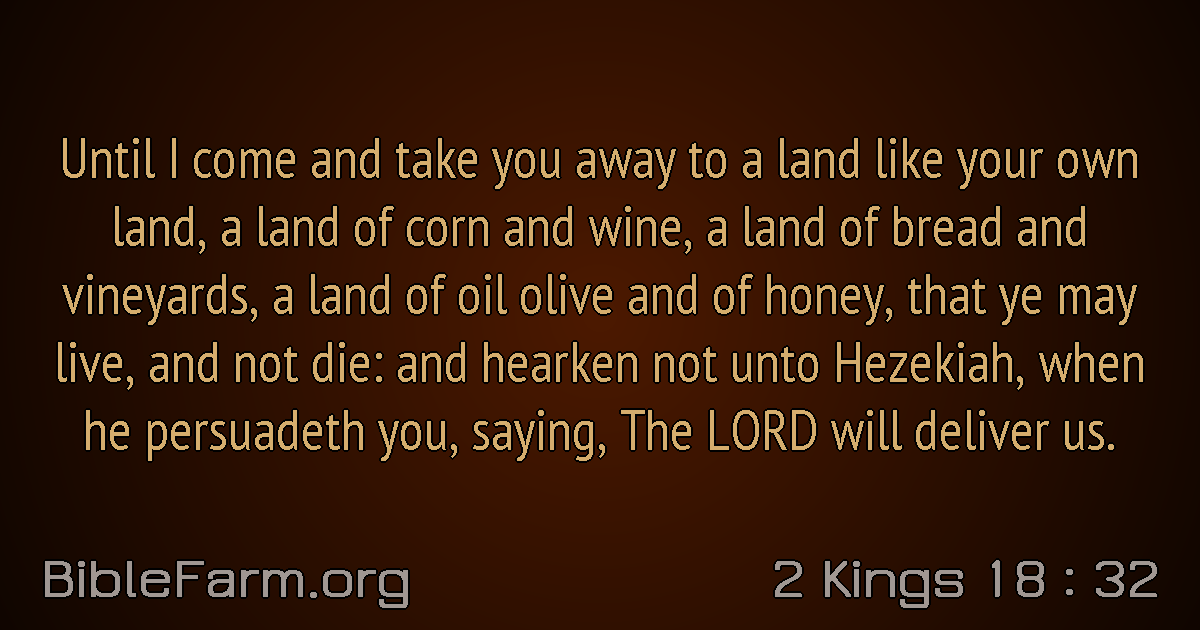 Until I come and take you away to a land like your own
land, a land of corn and wine, a land of bread and
vineyards, a land of oil olive and of honey, that ye may
live, and not die: and hearken not unto Hezekiah, when
he persuadeth you, saying, The LORD will deliver us.
BibleFarm.org
2 Kings 18 : 32